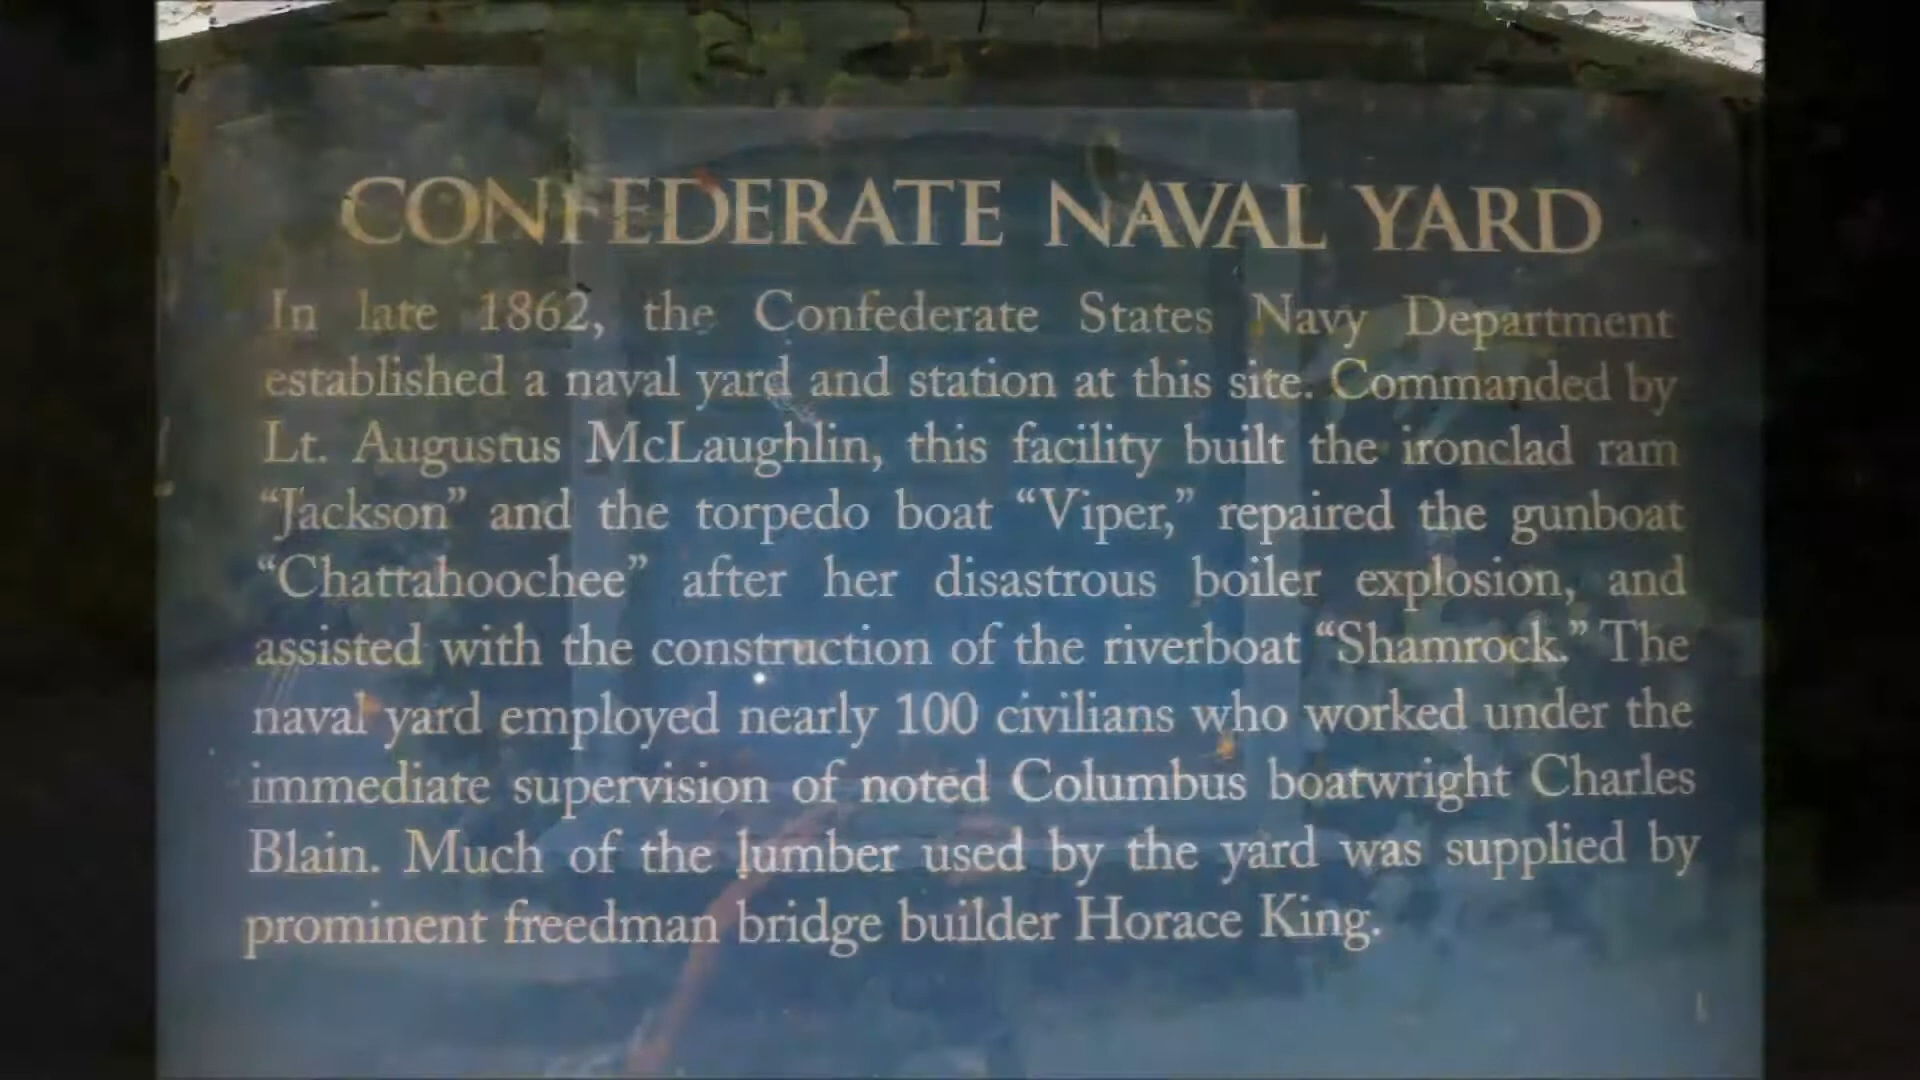 CONFEDERATE NAVAL YARD
In late 1862, the Confederate States Navy Department
established a naval yard and station at this site. Commanded by
Lt. Augustus McLaughlin, this facility built the ironclad ram
“Jackson” and the torpedo boat “Viper,” repaired the gunboat
“Chattahoochee” after her disastrous boiler explosion, and
assisted with the construction of the riverboat “Shamrock.” The
naval yard employed nearly 100 civilians who worked under the
immediate supervision of noted Columbus boatwright Charles
Blain. Much of the lumber used by the yard was supplied by
prominent freedman bridge builder Horace King.